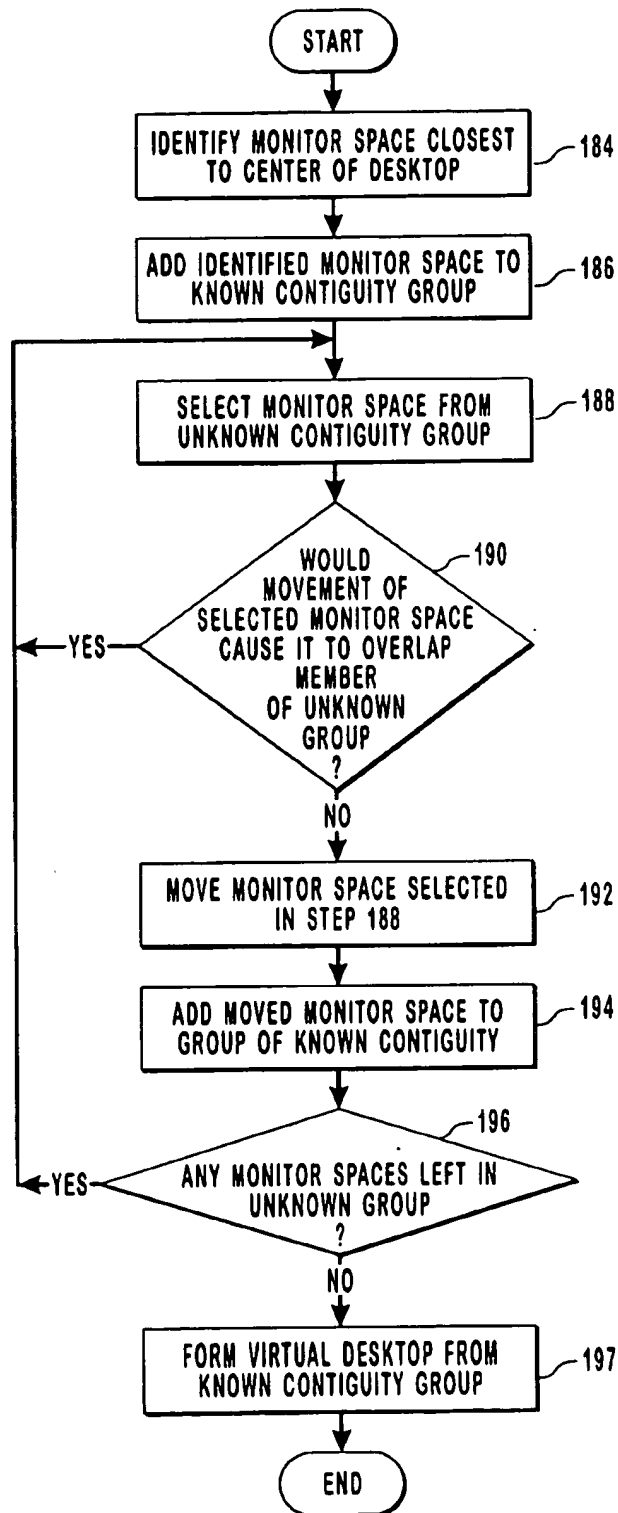 START
IDENTIFY MONITOR SPACE CLOSEST
TO CENTER OF DESKTOP
184
ADD IDENTIFIED MONITOR SPACE TO
KNOWN CONTIGUITY GROUP
186
SELECT MONITOR SPACE FROM
UNKNOWN CONTIGUITY GROUP
188
190
WOULD
MOVEMENT OF
SELECTED MONITOR SPACE
CAUSE IT TO OVERLAP
MEMBER
OF UNKNOWN
GROUP
?
YES
NO
MOVE MONITOR SPACE SELECTED
IN STEP 188
192
ADD MOVED MONITOR SPACE TO
GROUP OF KNOWN CONTIGUITY
194
196
ANY MONITOR SPACES LEFT IN
UNKNOWN GROUP
?
YES
NO
FORM VIRTUAL DESKTOP FROM
KNOWN CONTIGUITY GROUP
197
END